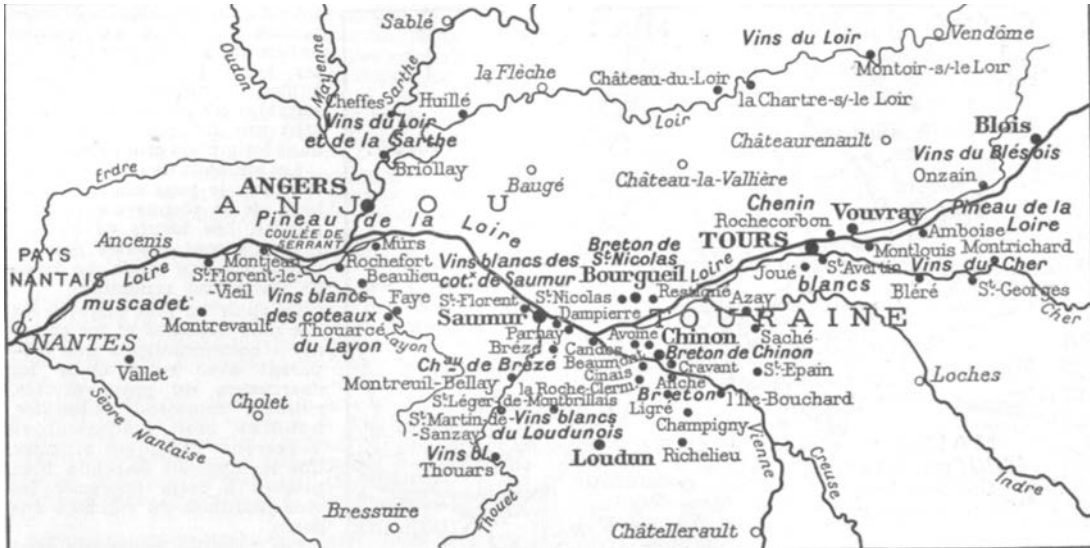 Sablé
Vendôme
Vins du Loir
Oudon
Mayenne
Sarthe
la Flèche
Château-du-Loir
Montoir-s/-le Loir
la Chartre-s/-le Loir
Cheffes
Huillé
Loir
Vins du Loir
et de la Sarthe
Châteaurenault
Blois
Vins du Blésois
Onzain
Briollay
Erdre
Baugé
Château-la-Vallière
ANGERS
ANJOU
Chenin
Rochecorbon
Vouvray
Pineau de la
Loire
Pineau de la Loire
COULÉE DE
SERRANT
Amboise
PAYS
NANTAIS
Ancenis
Loire
Montjean
Mûrs
Rochefort
Beaulieu
Breton de
St-Nicolas
Bourgueil
TOURS
Loire
Montlouis
Montrichard
St-Florent-le-
-Vieil
Vins blancs des
cotx. de Saumur
Joué
St-Avertin
Vins du Cher
blancs
Bléré
St-Georges
Cher
muscadet
Vins blancs
des coteaux
du Layon
Faye
Thouarcé
Layon
St-Florent
St-Nicolas
Restigné
Azay
Montrevault
Saumur
Dampierre
TOURAINE
Parnay
Avoine
Chinon
Saché
NANTES
Brézé
Candes
Beaumont
Breton de Chinon
Vallet
Chau de Brézé
Cinais
Cravant
St-Epain
Montreuil-Bellay
la Roche-Clermt
Anché
Loches
Breton
l'Ile-Bouchard
Cholet
St-Léger-de-Montbrillais
Ligré
St-Martin-de-
-Sanzay
Vins blancs
du Loudunois
Champigny
Sèvre Nantaise
Vins bl.
Thouars
Loudun
Richelieu
Vienne
Creuse
Indre
Bressuire
Thouet
Châtellerault